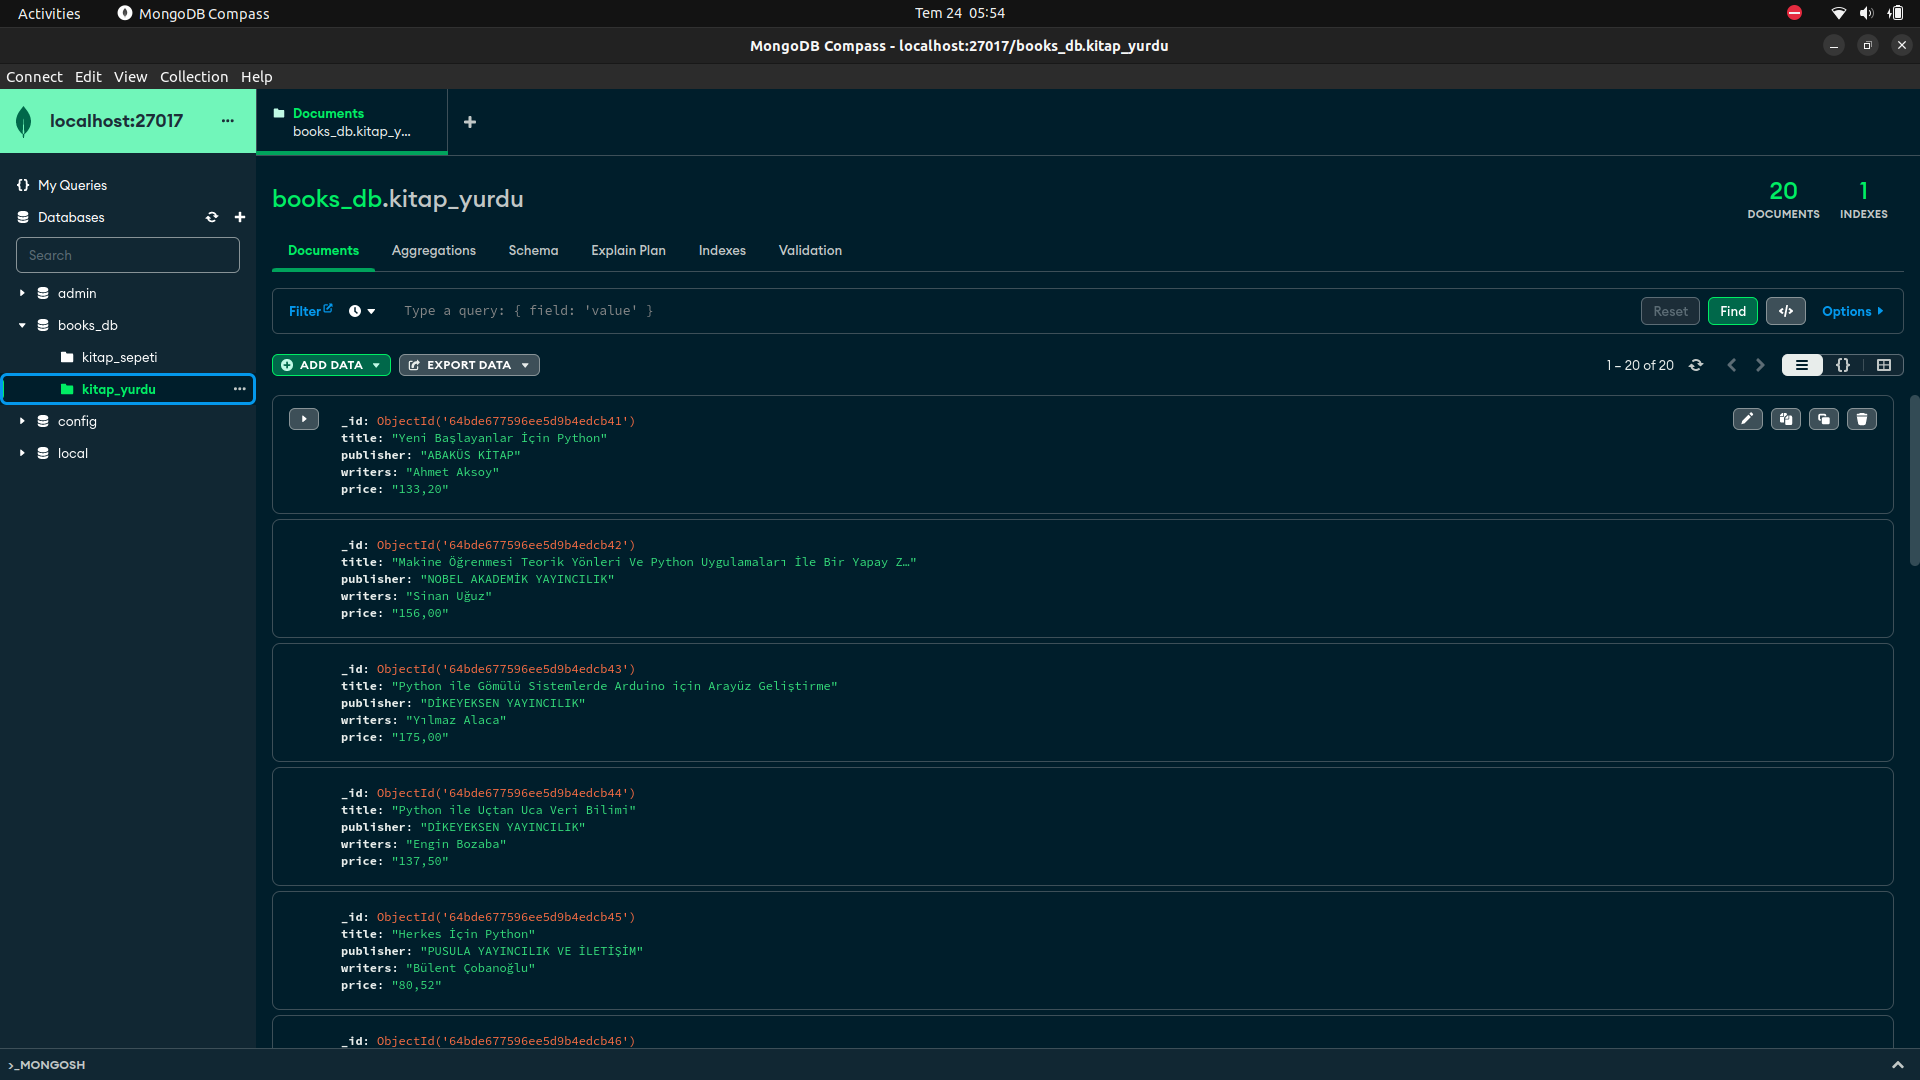 Activities
MongoDB Compass
Tem 24 05:54
MongoDB Compass - localhost:27017/books_db.kitap_yurdu
Connect Edit View Collection Help
localhost:27017
Documents
books_db.kitap_y...
{} My Queries
Databases
Search
admin
books_db
kitap_sepeti
kitap_yurdu
config
local
books_db.kitap_yurdu
20
DOCUMENTS
1
INDEXES
Documents Aggregations Schema Explain Plan Indexes Validation
Filter
Type a query: { field: 'value' }
Reset
Find
</>
Options
ADD DATA
EXPORT DATA
1 – 20 of 20
{}
_id: ObjectId('64bde677596ee5d9b4edcb41')
title: "Yeni Başlayanlar İçin Python"
publisher: "ABAKÜS KİTAP"
writers: "Ahmet Aksoy"
price: "133,20"
_id: ObjectId('64bde677596ee5d9b4edcb42')
title: "Makine Öğrenmesi Teorik Yönleri Ve Python Uygulamaları İle Bir Yapay Z…"
publisher: "NOBEL AKADEMİK YAYINCILIK"
writers: "Sinan Uğuz"
price: "156,00"
_id: ObjectId('64bde677596ee5d9b4edcb43')
title: "Python ile Gömülü Sistemlerde Arduino için Arayüz Geliştirme"
publisher: "DİKEYEKSEN YAYINCILIK"
writers: "Yılmaz Alaca"
price: "175,00"
_id: ObjectId('64bde677596ee5d9b4edcb44')
title: "Python ile Uçtan Uca Veri Bilimi"
publisher: "DİKEYEKSEN YAYINCILIK"
writers: "Engin Bozaba"
price: "137,50"
_id: ObjectId('64bde677596ee5d9b4edcb45')
title: "Herkes İçin Python"
publisher: "PUSULA YAYINCILIK VE İLETİŞİM"
writers: "Bülent Çobanoğlu"
price: "80,52"
_id: ObjectId('64bde677596ee5d9b4edcb46')
>_MONGOSH